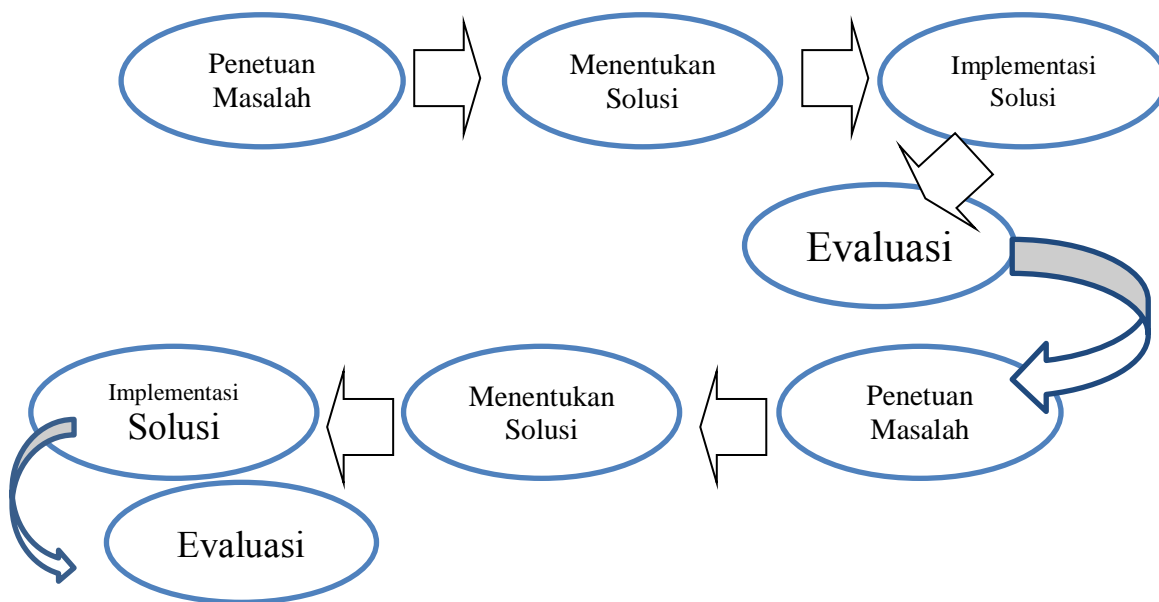 Penetuan
Masalah
Menentukan
Solusi
Implementasi
Solusi
Evaluasi
Penetuan
Masalah
Menentukan
Solusi
Implementasi
Solusi
Evaluasi